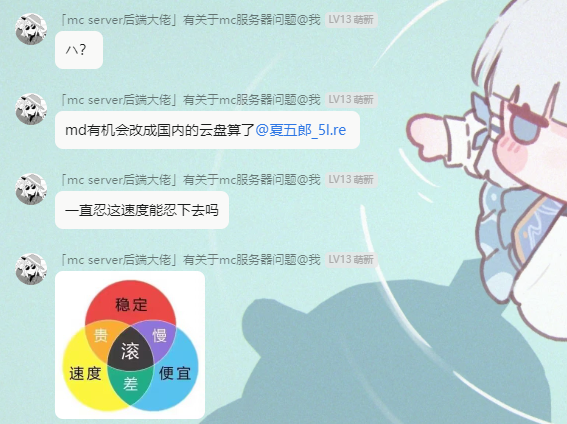 「mc server后端大佬」有关于mc服务器问题@我 LV13 萌新
ハ?
「mc server后端大佬」有关于mc服务器问题@我 LV13 萌新
md有机会改成国内的云盘算了@夏五郎_5l.re
「mc server后端大佬」有关于mc服务器问题@我 LV13 萌新
一直忍这速度能忍下去吗
「mc server后端大佬」有关于mc服务器问题@我 LV13 萌新
稳定
贵 慢
滚
速度 便宜
差